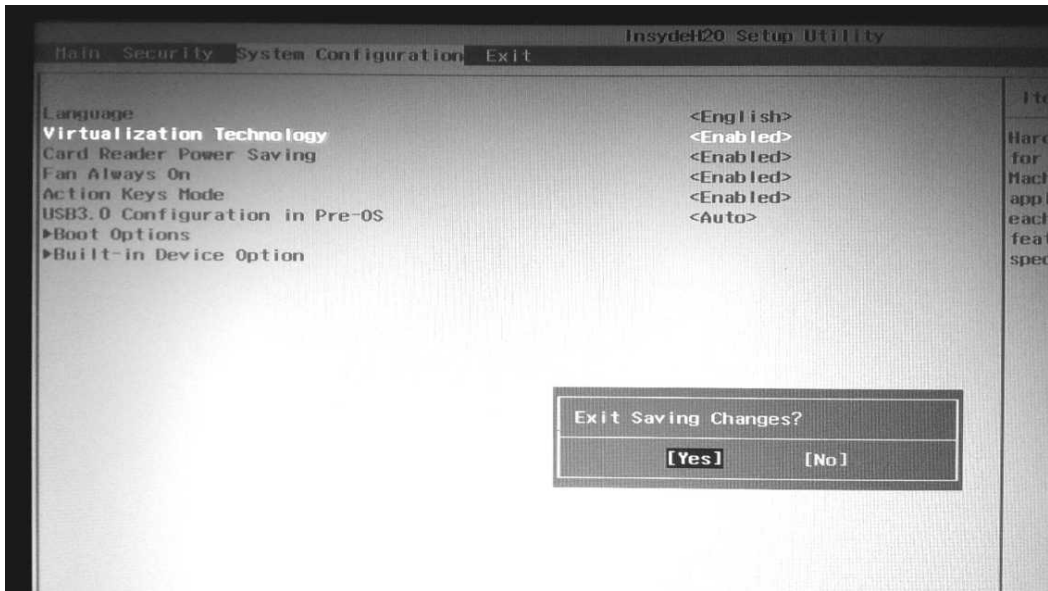 InsydeH20 Setup Utility
Main Security System Configuration Exit
Language <English>
Virtualization Technology <Enabled>
Card Reader Power Saving <Enabled>
Fan Always On <Enabled>
Action Keys Mode <Enabled>
USB3.0 Configuration in Pre-OS <Auto>
▶Boot Options
▶Built-in Device Option
for
Exit Saving Changes?
[Yes] [No]